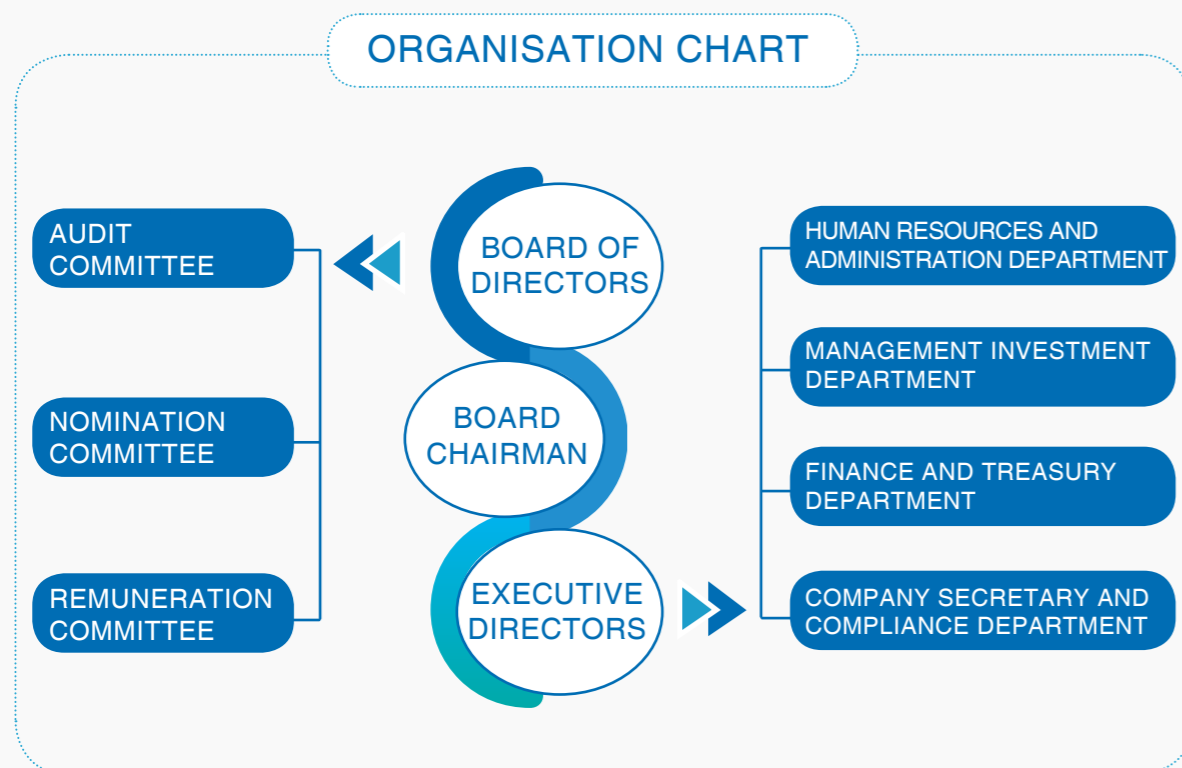 ORGANISATION CHART
AUDIT
COMMITTEE
NOMINATION
COMMITTEE
REMUNERATION
COMMITTEE
BOARD OF
DIRECTORS
BOARD
CHAIRMAN
EXECUTIVE
DIRECTORS
HUMAN RESOURCES AND
ADMINISTRATION DEPARTMENT
MANAGEMENT INVESTMENT
DEPARTMENT
FINANCE AND TREASURY
DEPARTMENT
COMPANY SECRETARY AND
COMPLIANCE DEPARTMENT